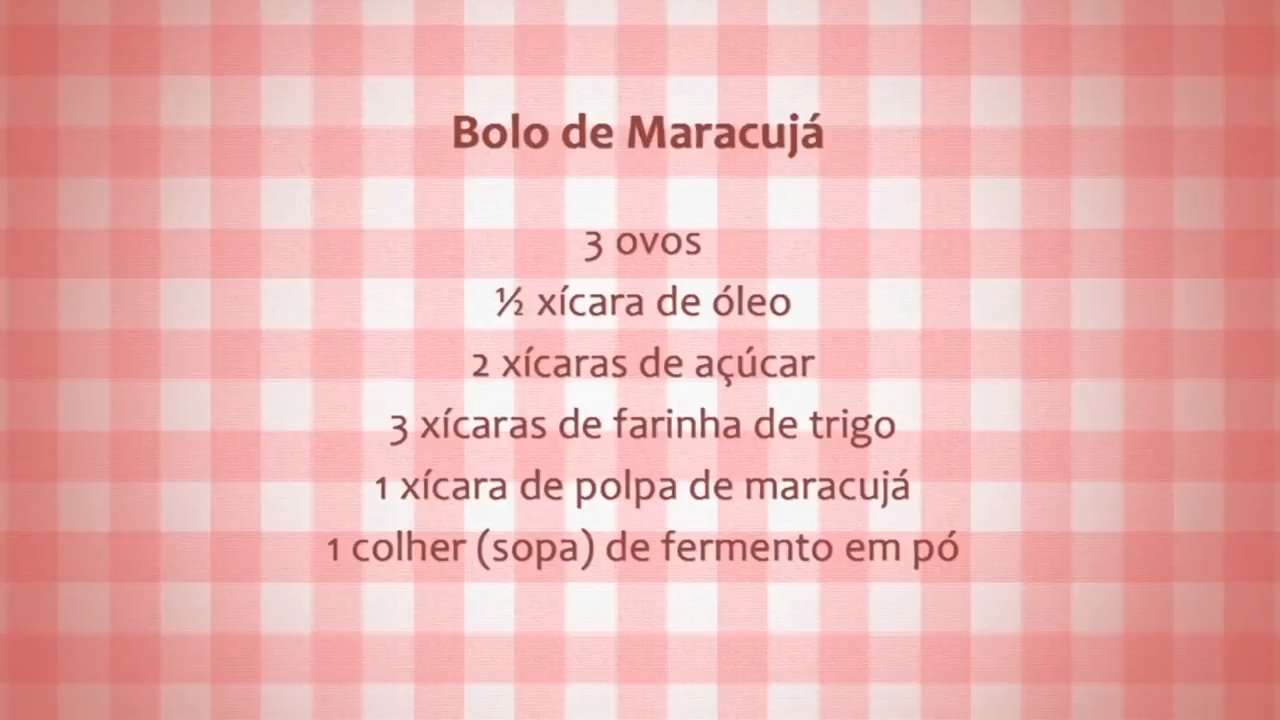 Bolo de Maracujá
3 ovos
½ xícara de óleo
2 xícaras de açúcar
3 xícaras de farinha de trigo
1 xícara de polpa de maracujá
1 colher (sopa) de fermento em pó